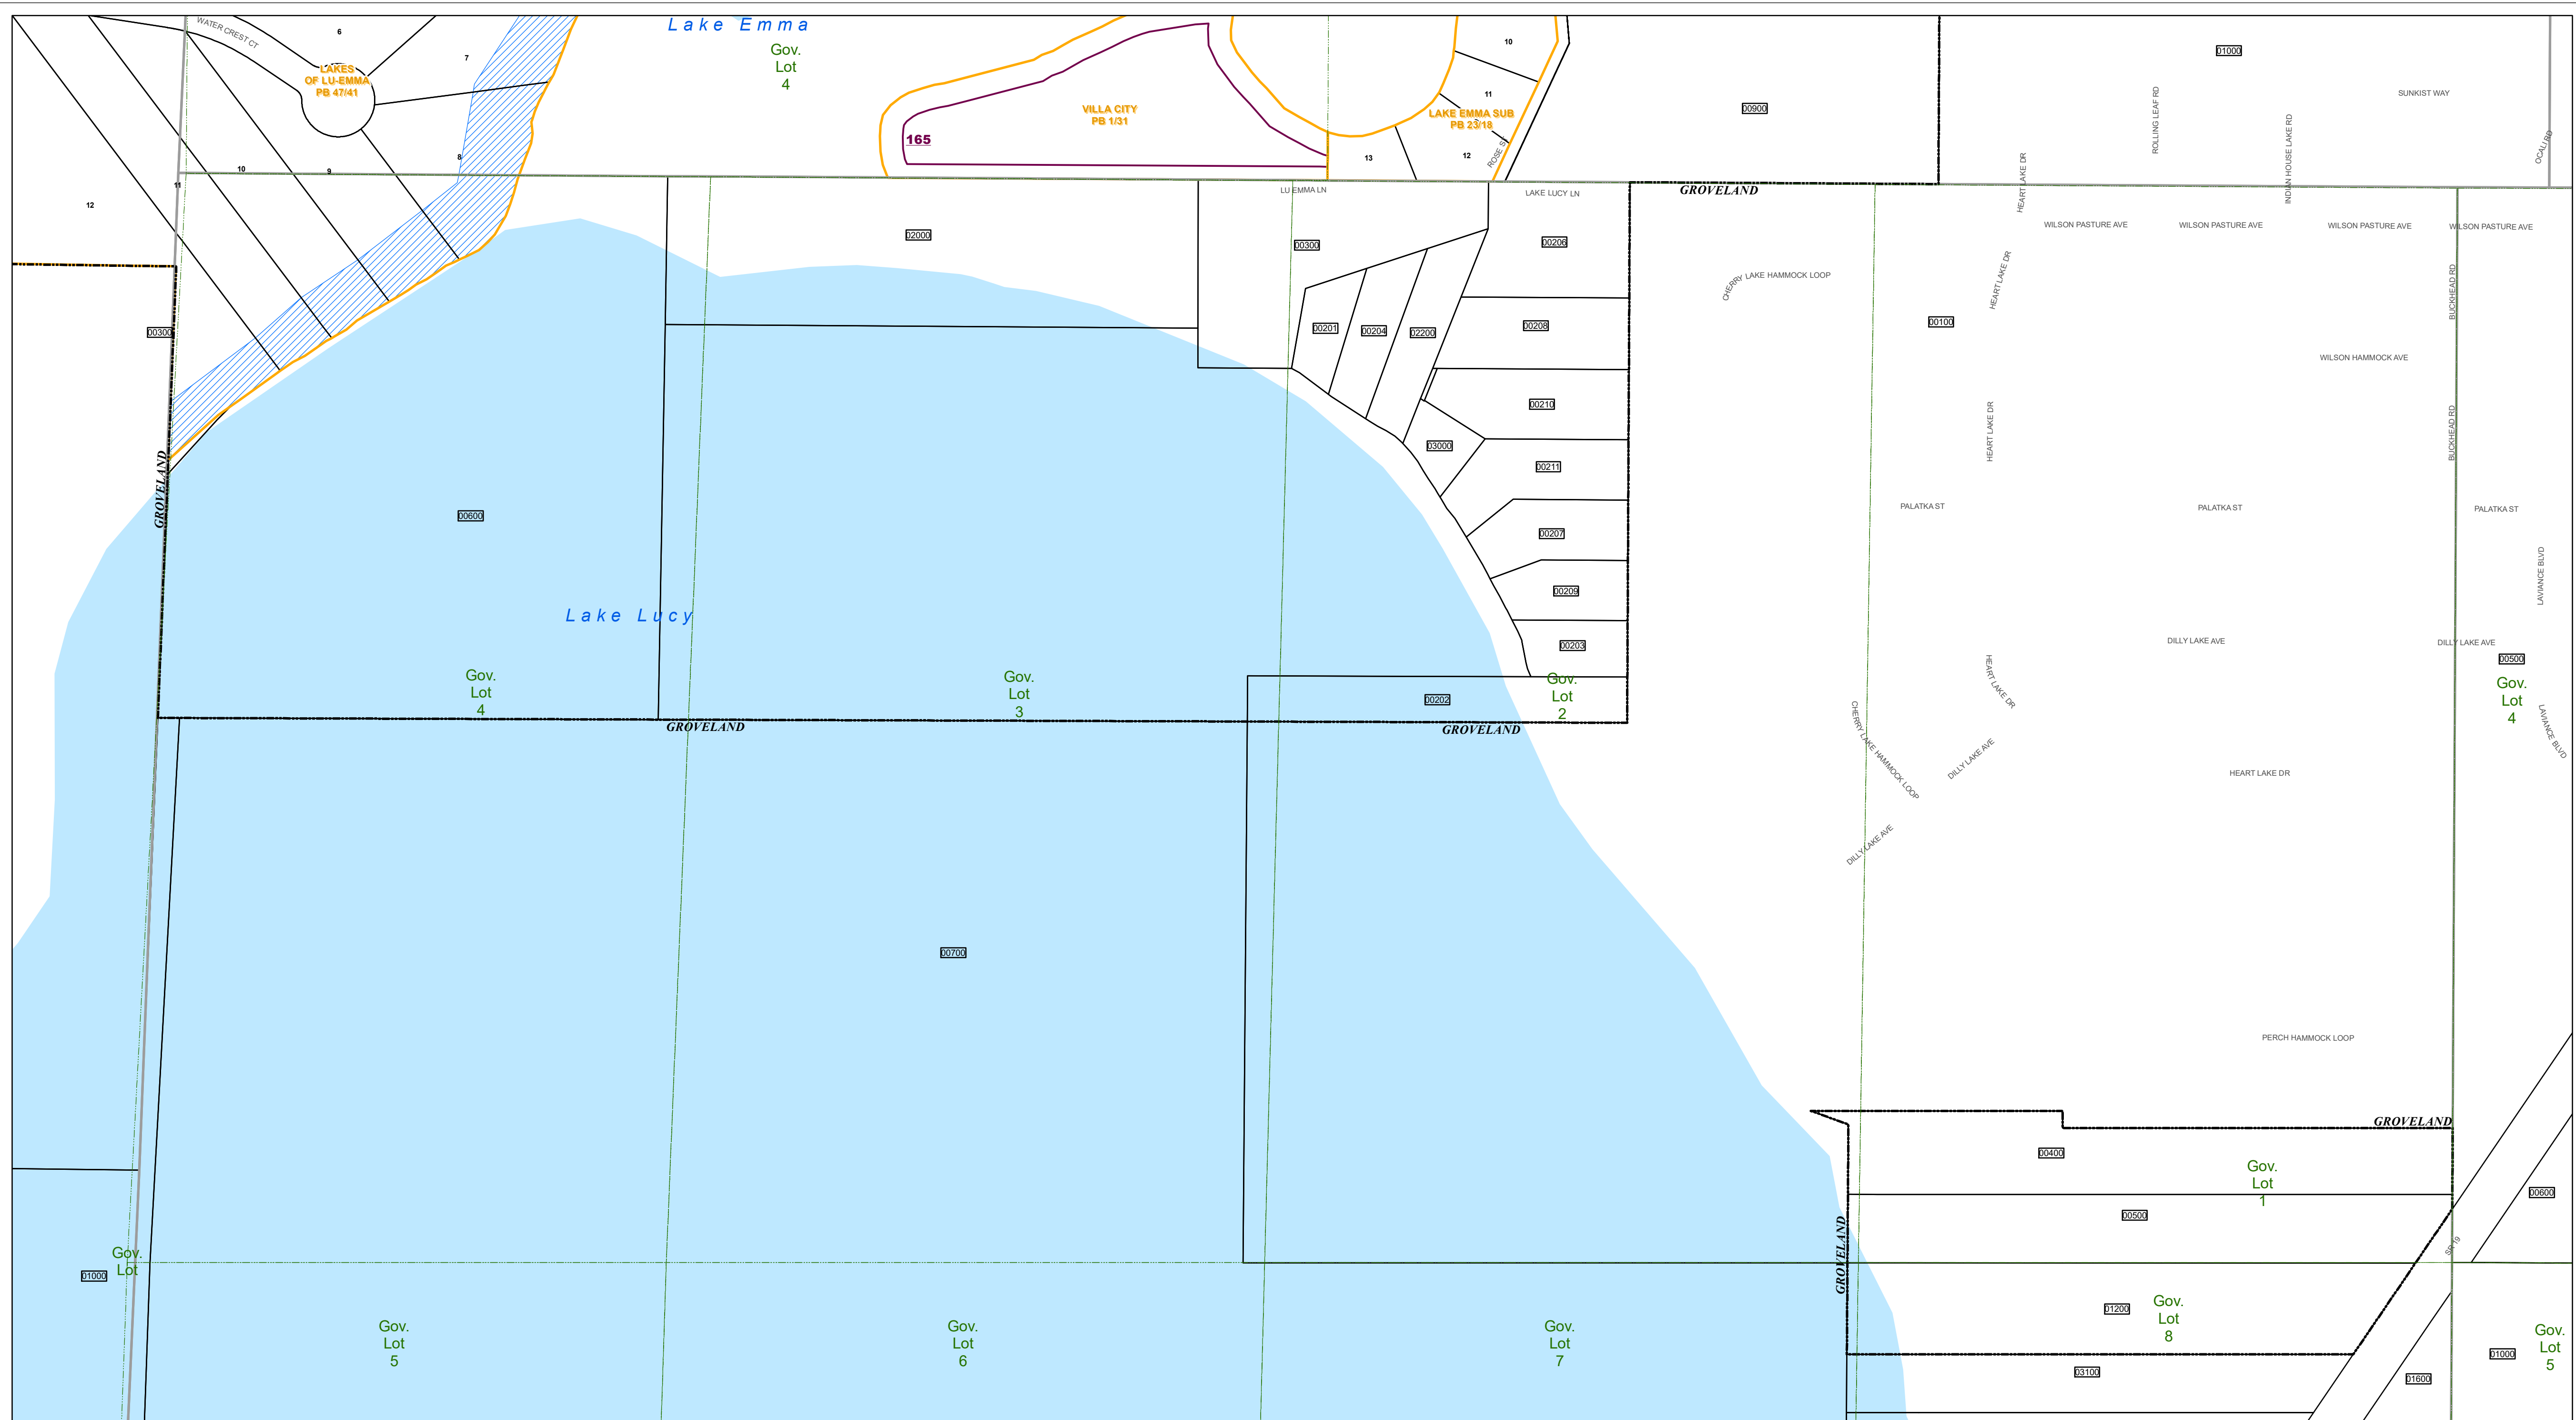 WATER CREST CT
6
7
LAKES
OF LU-EMMA
PB 47/41
8
9
10
11
12
Lake Emma
Gov.
Lot
4
VILLA CITY
PB 1/31
165
10
11
LAKE EMMA SUB
PB 23/18
12
13
ROSE ST
00900
01000
SUNKIST WAY
ROLLING LEAF RD
INDIAN HOUSE LAKE RD
HEART LAKE DR
OCALI RD
LU EMMA LN
LAKE LUCY LN
GROVELAND
02000
00300
00206
WILSON PASTURE AVE
WILSON PASTURE AVE
WILSON PASTURE AVE
WILSON PASTURE AVE
CHERRY LAKE HAMMOCK LOOP
HEART LAKE DR
BUCKHEAD RD
00300
00201
00204
02200
00208
00100
WILSON HAMMOCK AVE
00210
HEART LAKE DR
BUCKHEAD RD
03000
00211
GROVELAND
00600
00207
PALATKA ST
PALATKA ST
PALATKA ST
LAVIANCE BLVD
00209
Lake Lucy
00203
DILLY LAKE AVE
DILLY LAKE AVE
00500
HEART LAKE DR
Gov.
Lot
4
Gov.
Lot
3
Gov.
Lot
2
00202
Gov.
Lot
4
LAVIANCE BLVD
GROVELAND
GROVELAND
CHERRY LAKE HAMMOCK LOOP
DILLY LAKE AVE
HEART LAKE DR
DILLY LAKE AVE
00700
PERCH HAMMOCK LOOP
GROVELAND
00400
Gov.
Lot
1
00600
00500
GROVELAND
SR 19
Gov.
Lot
01000
01200
Gov.
Lot
8
Gov.
Lot
5
Gov.
Lot
6
Gov.
Lot
7
01000
Gov.
Lot
5
03100
01600